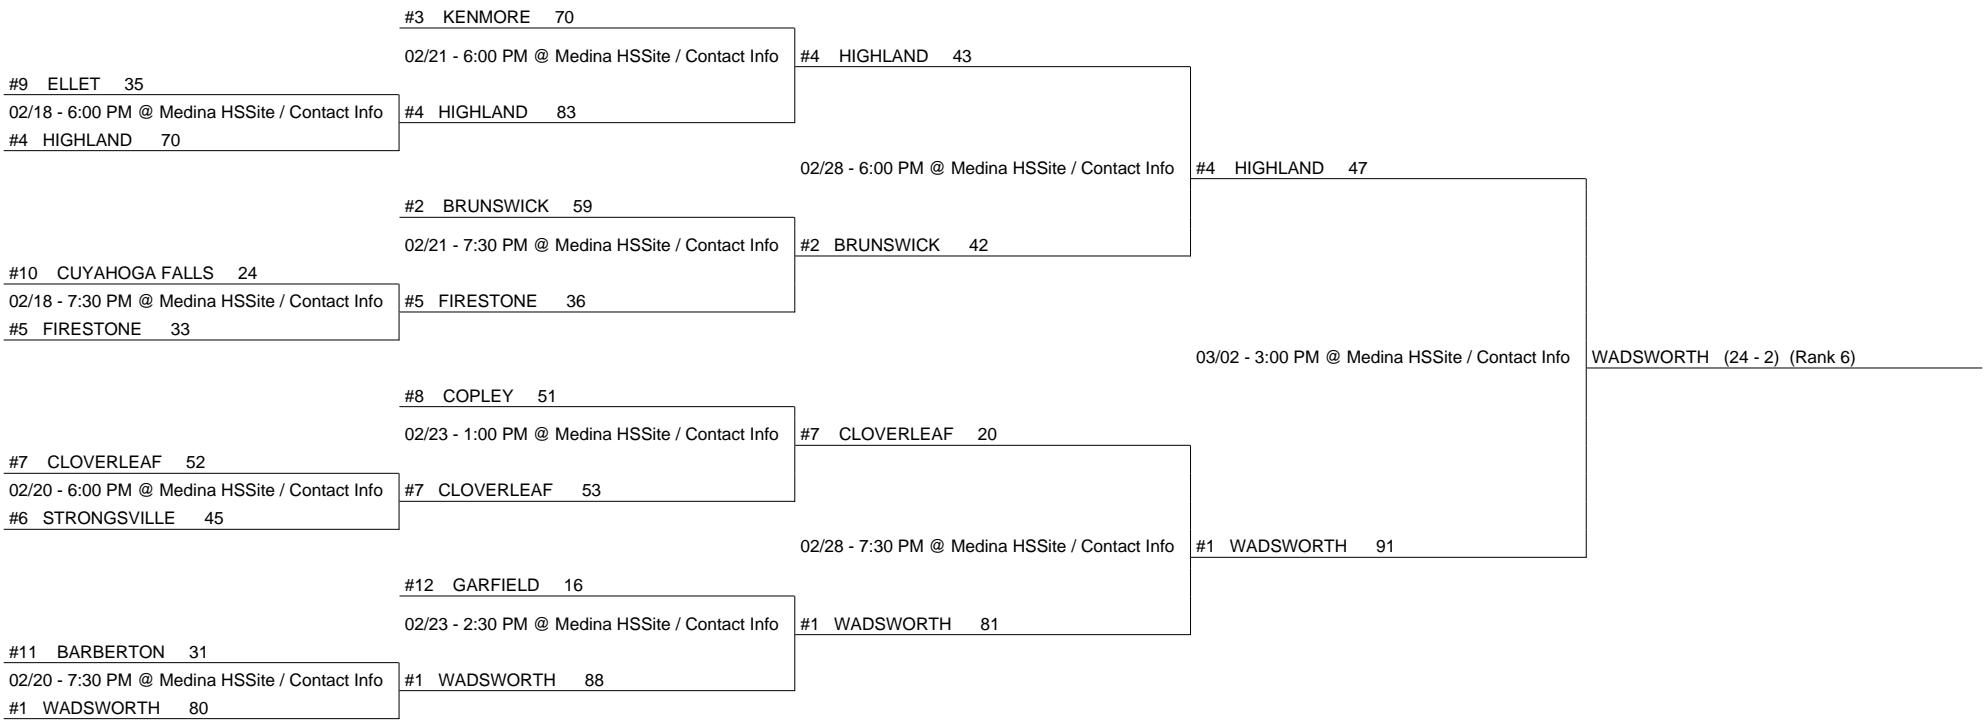 #3 KENMORE 70
02/21 - 6:00 PM @ Medina HSSite / Contact Info
#4 HIGHLAND 43
#9 ELLET 35
02/18 - 6:00 PM @ Medina HSSite / Contact Info
#4 HIGHLAND 83
#4 HIGHLAND 70
02/28 - 6:00 PM @ Medina HSSite / Contact Info
#4 HIGHLAND 47
#2 BRUNSWICK 59
02/21 - 7:30 PM @ Medina HSSite / Contact Info
#2 BRUNSWICK 42
#10 CUYAHOGA FALLS 24
02/18 - 7:30 PM @ Medina HSSite / Contact Info
#5 FIRESTONE 36
#5 FIRESTONE 33
03/02 - 3:00 PM @ Medina HSSite / Contact Info
WADSWORTH (24 - 2) (Rank 6)
#8 COPLEY 51
02/23 - 1:00 PM @ Medina HSSite / Contact Info
#7 CLOVERLEAF 20
#7 CLOVERLEAF 52
02/20 - 6:00 PM @ Medina HSSite / Contact Info
#7 CLOVERLEAF 53
#6 STRONGSVILLE 45
02/28 - 7:30 PM @ Medina HSSite / Contact Info
#1 WADSWORTH 91
#12 GARFIELD 16
02/23 - 2:30 PM @ Medina HSSite / Contact Info
#1 WADSWORTH 81
#11 BARBERTON 31
02/20 - 7:30 PM @ Medina HSSite / Contact Info
#1 WADSWORTH 88
#1 WADSWORTH 80